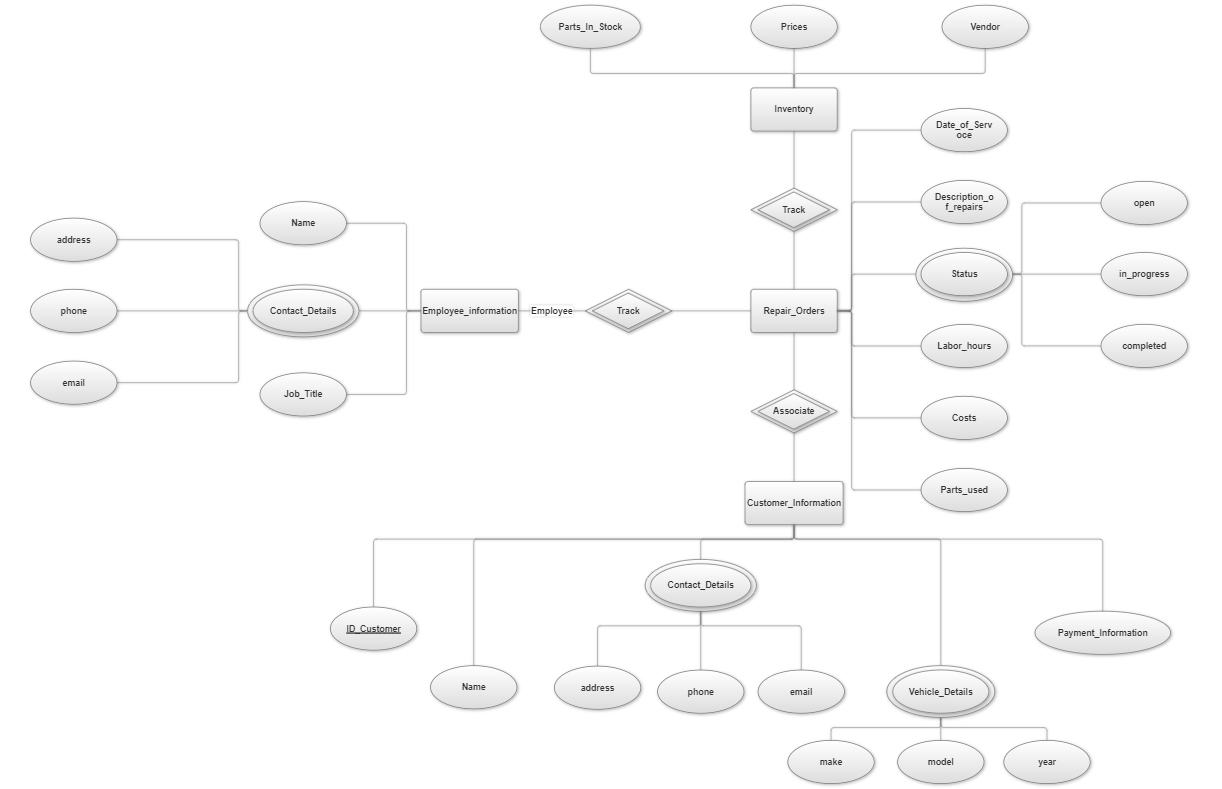 Parts_In_Stock
Prices
Vendor
Inventory
Date_of_Serv
oce
Track
Description_o
f_repairs
open
Name
address
Status
in_progress
phone
Contact_Details
Employee_information
Employee
Track
Repair_Orders
Labor_hours
completed
email
Job_Title
Associate
Costs
Parts_used
Customer_Information
Contact_Details
ID_Customer
Payment_Information
Name
address
phone
email
Vehicle_Details
make
model
year